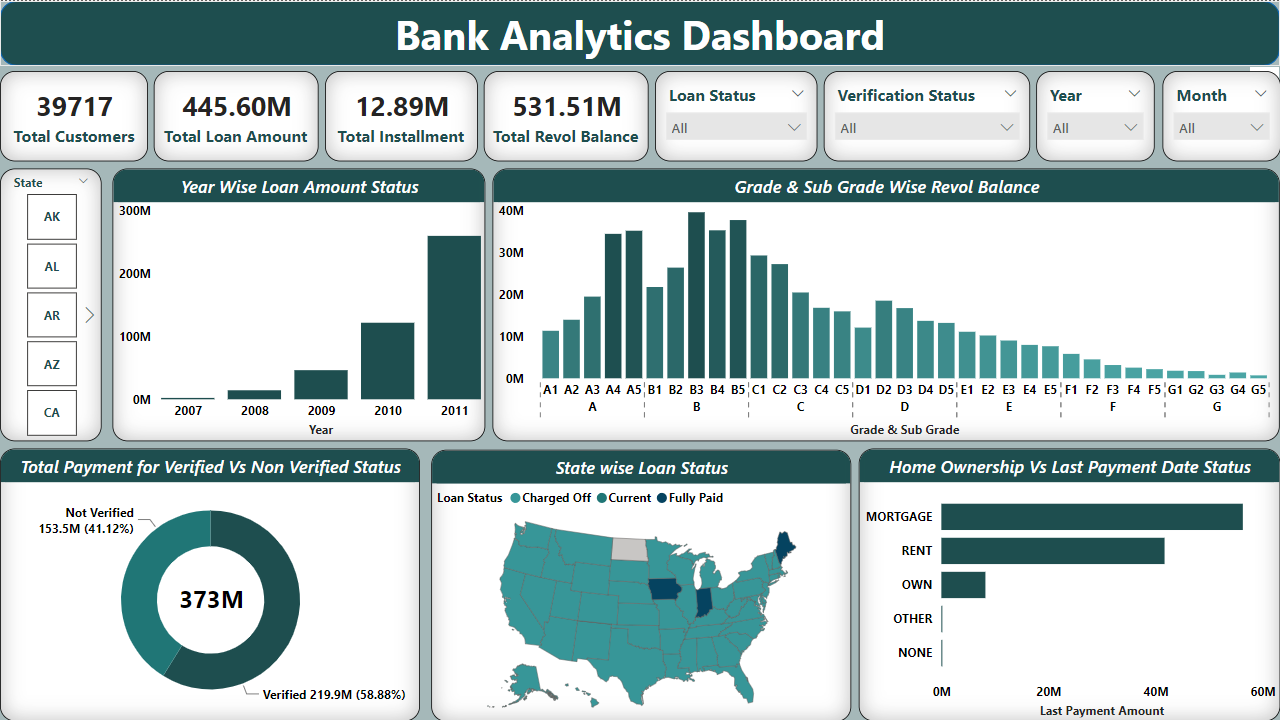 Bank Analytics Dashboard
39717
Total Customers
445.60M
Total Loan Amount
12.89M
Total Installment
531.51M
Total Revol Balance
Loan Status
All
Verification Status
All
Year
All
Month
All
State
AK
AL
AR
AZ
CA
Year Wise Loan Amount Status
300M
200M
100M
0M
2007 2008 2009 2010 2011
Year
Grade & Sub Grade Wise Revol Balance
40M
30M
20M
10M
0M
A1 A2 A3 A4 A5 B1 B2 B3 B4 B5 C1 C2 C3 C4 C5 D1 D2 D3 D4 D5 E1 E2 E3 E4 E5 F1 F2 F3 F4 F5 G1 G2 G3 G4 G5
A B C D E F G
Grade & Sub Grade
Total Payment for Verified Vs Non Verified Status
Not Verified
153.5M (41.12%)
373M
Verified 219.9M (58.88%)
State wise Loan Status
Loan Status Charged Off Current Fully Paid
Home Ownership Vs Last Payment Date Status
MORTGAGE
RENT
OWN
OTHER
NONE
0M 20M 40M 60M
Last Payment Amount